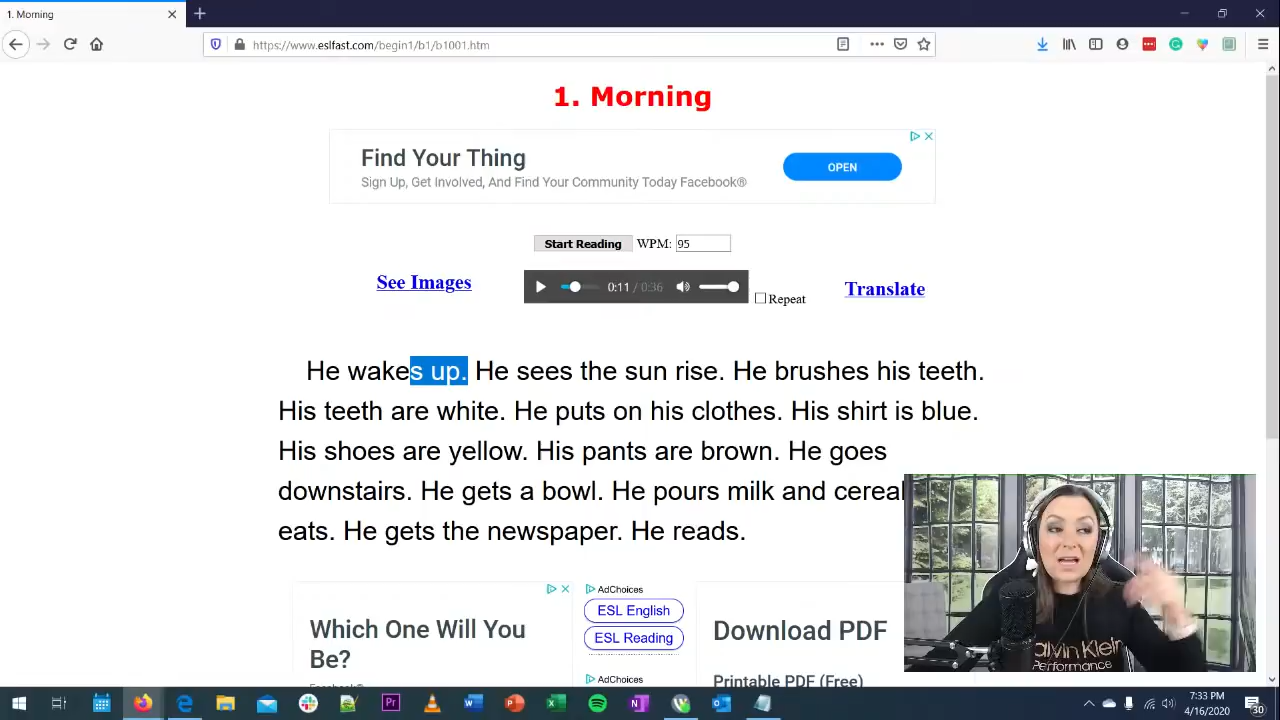 1. Morning
https://www.eslfast.com/begin1/b1/b1001.htm
1. Morning
Find Your Thing
Sign Up, Get Involved, And Find Your Community Today Facebook®
OPEN
Start Reading WPM: 95
See Images
0:11 / 0:36
Repeat
Translate
He wakes up. He sees the sun rise. He brushes his teeth.
His teeth are white. He puts on his clothes. His shirt is blue.
His shoes are yellow. His pants are brown. He goes
downstairs. He gets a bowl. He pours milk and cereal
eats. He gets the newspaper. He reads.
Which One Will You
Be?
AdChoices
ESL English
ESL Reading
AdChoices
Download PDF
Printable PDF (Free)
Calvin Klein
Performance
7:33 PM
4/16/2020
30